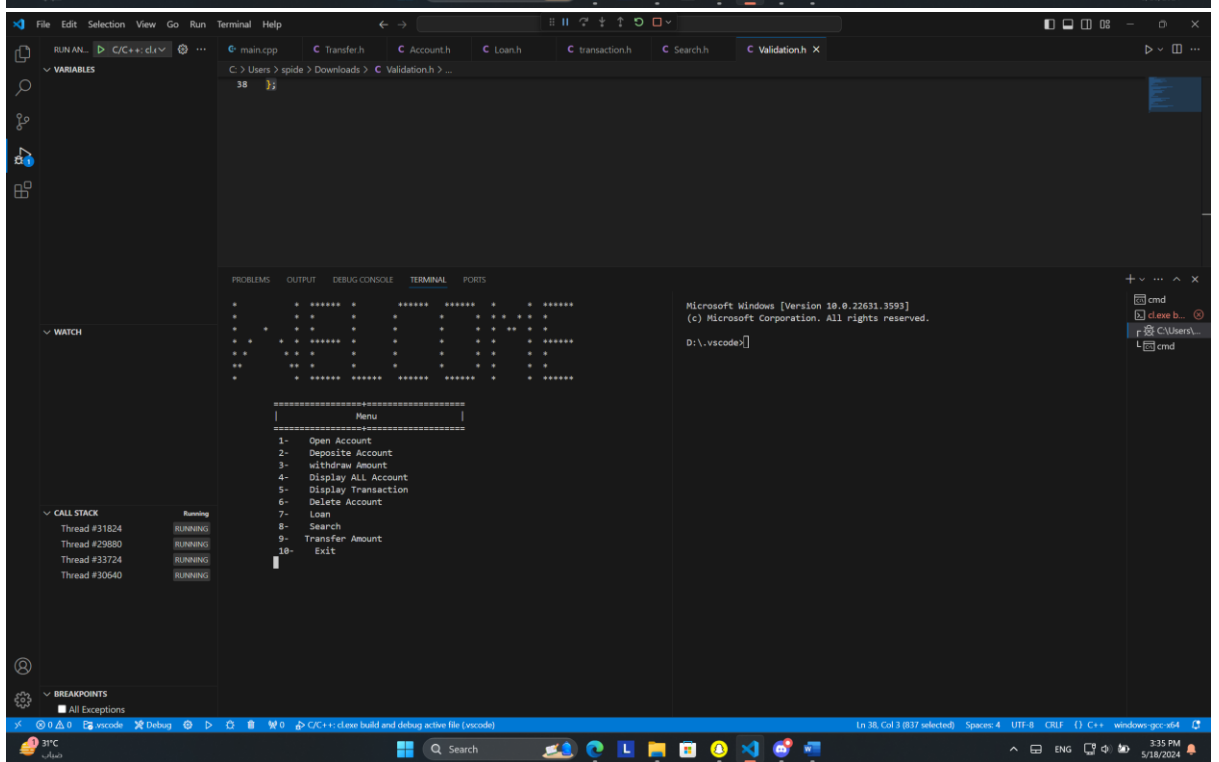 File Edit Selection View Go Run Terminal Help
RUN AN... C/C++: cl.e
main.cpp Transfer.h Account.h Loan.h transaction.h Search.h Validation.h
VARIABLES
C: > Users > spide > Downloads > C Validation.h > ...
38 };
PROBLEMS OUTPUT DEBUG CONSOLE TERMINAL PORTS
WATCH
* * ****** * ****** ****** * * ******
Microsoft Windows [Version 10.0.22631.3593]
(c) Microsoft Corporation. All rights reserved.
D:\.vscode>
cmd
cl.exe b...
C:\Users\...
cmd
=================+===================
| Menu |
=================+===================
1- Open Account
2- Deposite Account
3- withdraw Amount
4- Display ALL Account
5- Display Transaction
6- Delete Account
7- Loan
8- Search
9- Transfer Amount
10- Exit
CALL STACK Running
Thread #31824 RUNNING
Thread #29880 RUNNING
Thread #33724 RUNNING
Thread #30640 RUNNING
BREAKPOINTS
All Exceptions
0 0 .vscode Debug 0 C/C++: cl.exe build and debug active file (.vscode)
Ln 38, Col 3 (837 selected) Spaces: 4 UTF-8 CRLF {} C++ windows-gcc-x64
31°C
ضباب
Search
ENG
3:35 PM
5/18/2024